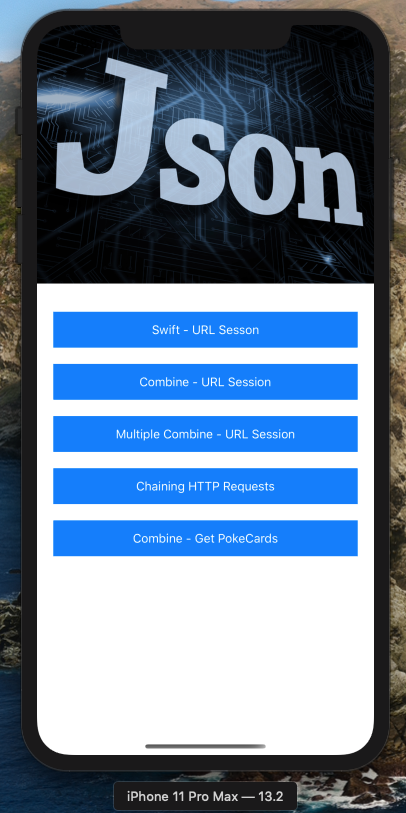 Json
Swift - URL Sesson
Combine - URL Session
Multiple Combine - URL Session
Chaining HTTP Requests
Combine - Get PokeCards
iPhone 11 Pro Max — 13.2